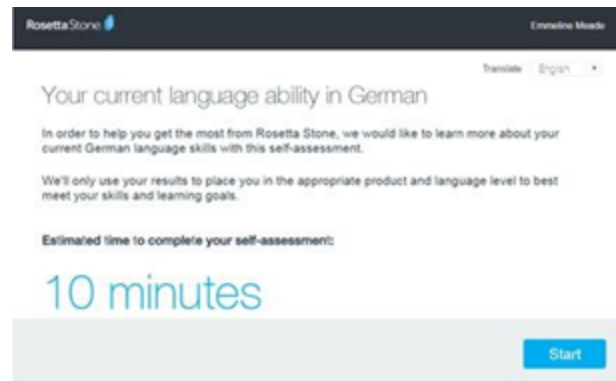 RosettaStone
Emmeline Meade
Translate English
Your current language ability in German
In order to help you get the most from Rosetta Stone, we would like to learn more about your
current German language skills with this self-assessment.
We'll only use your results to place you in the appropriate product and language level to best
meet your skills and learning goals.
Estimated time to complete your self-assessment:
10 minutes
Start